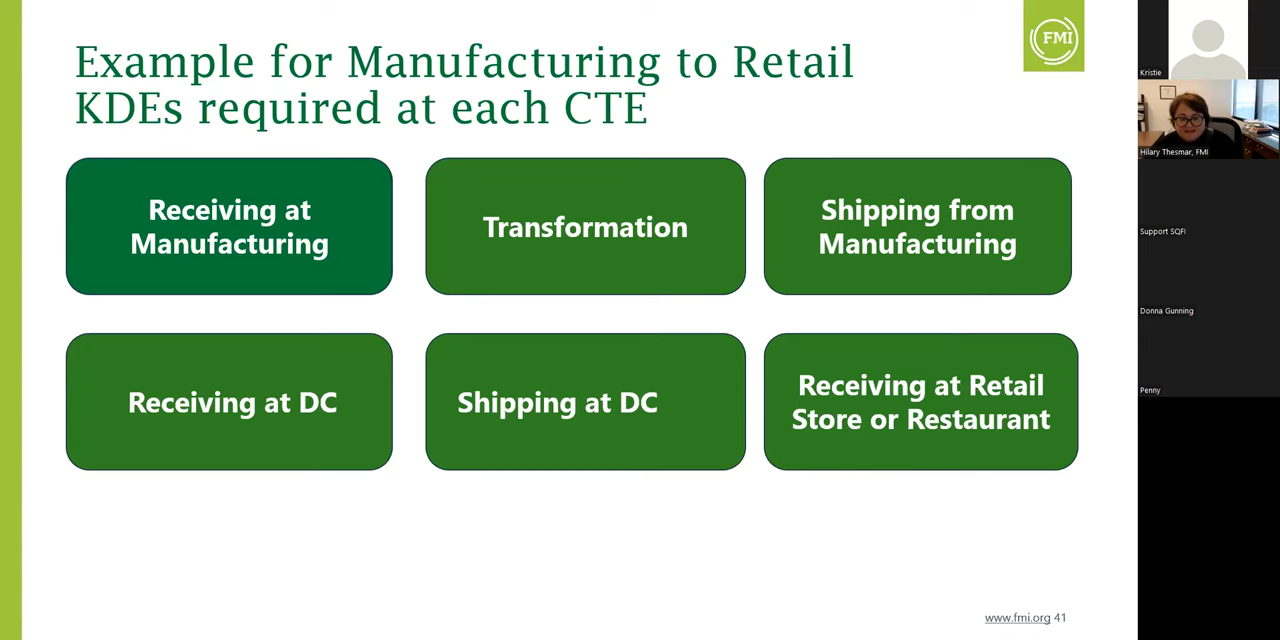 Example for Manufacturing to Retail
KDEs required at each CTE
FMI
Receiving at
Manufacturing
Transformation
Shipping from
Manufacturing
Receiving at DC
Shipping at DC
Receiving at Retail
Store or Restaurant
www.fmi.org 41
Kristie
Hilary Thesmar, FMI
Support SQFI
Donna Gunning
Penny